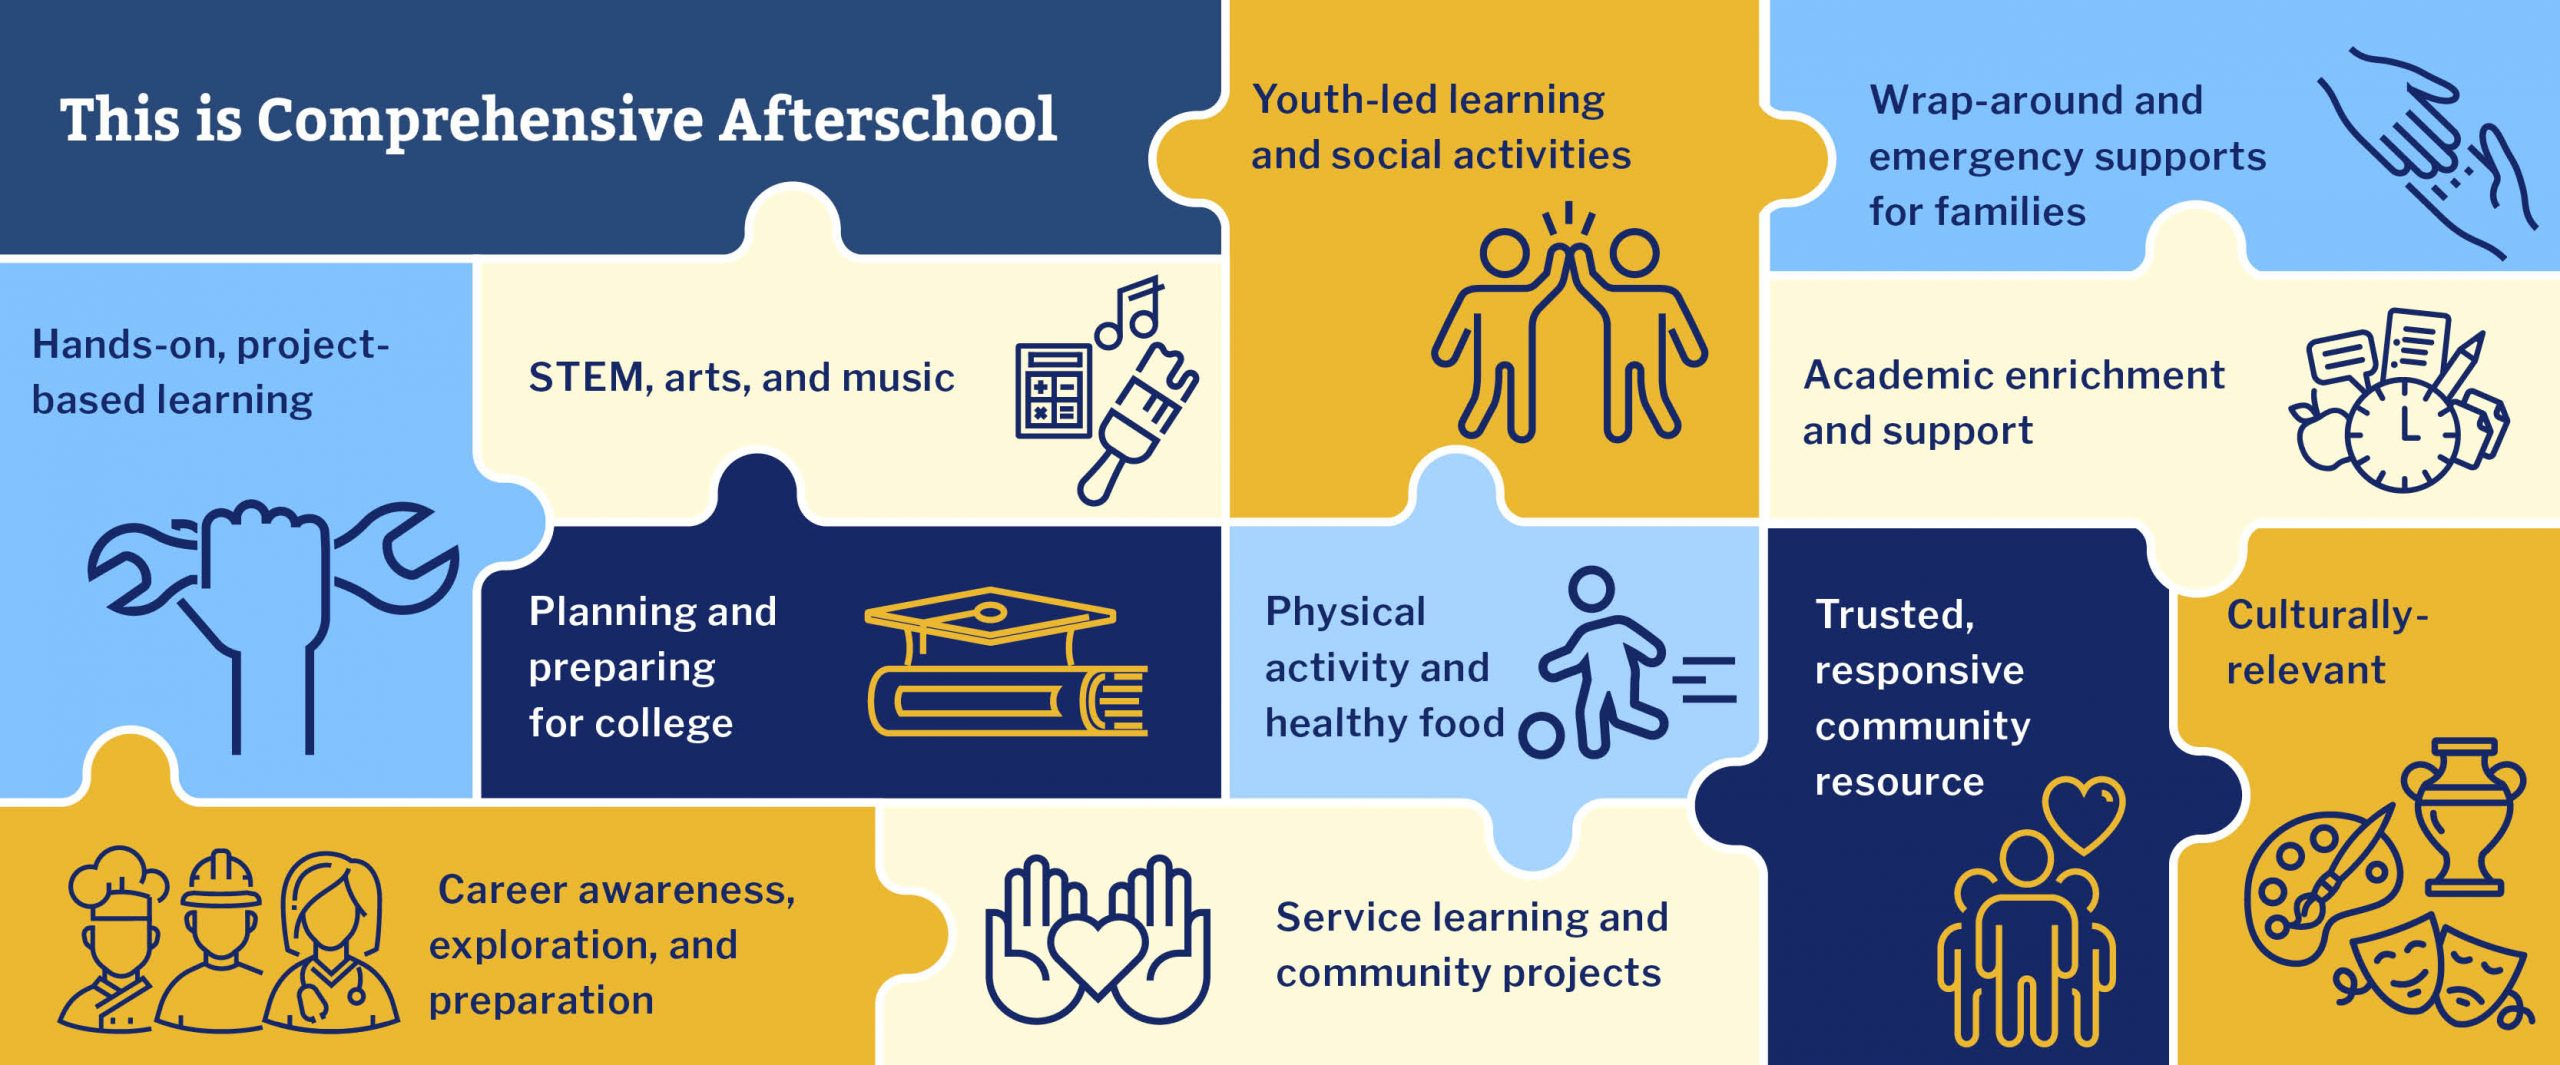 This is Comprehensive Afterschool
Youth-led learning
and social activities
Wrap-around and
emergency supports
for families
Hands-on, project-
based learning
STEM, arts, and music
Academic enrichment
and support
Planning and
preparing
for college
Physical
activity and
healthy food
Trusted,
responsive
community
resource
Culturally-
relevant
Career awareness,
exploration, and
preparation
Service learning and
community projects